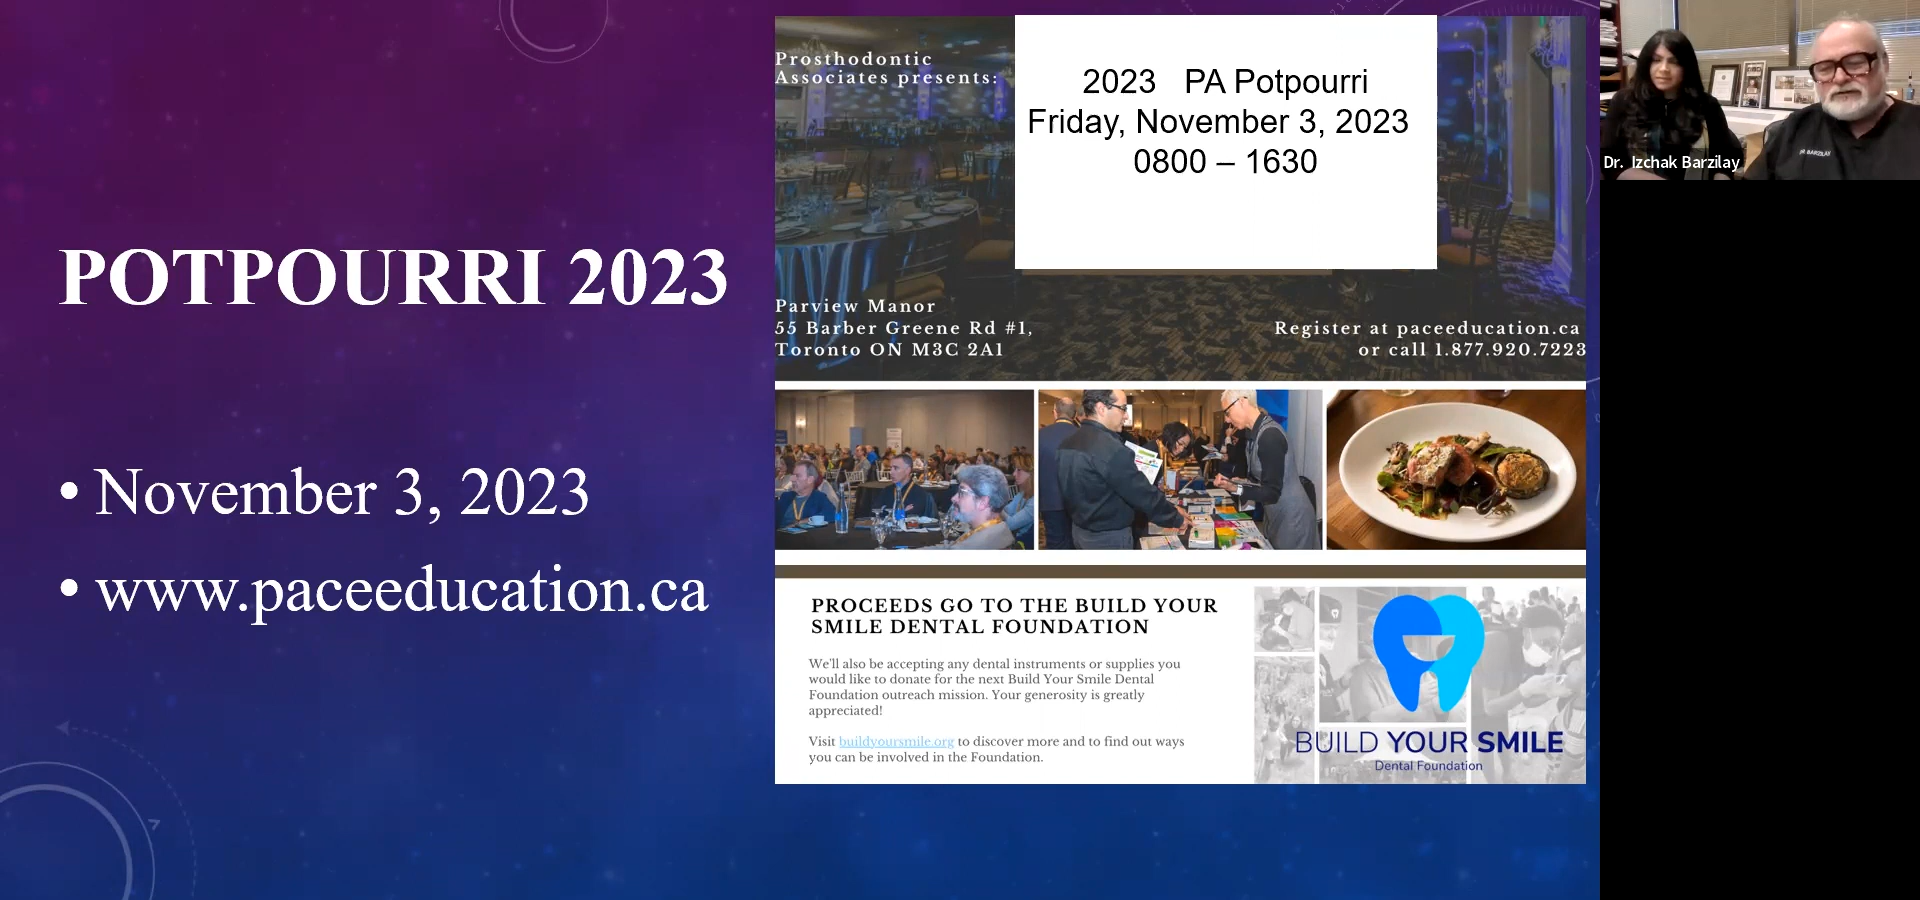 POTPOURRI 2023
• November 3, 2023
• www.paceeducation.ca
Prosthodontic
Associates presents:
2023 PA Potpourri
Friday, November 3, 2023
0800 – 1630
Parview Manor
55 Barber Greene Rd #1,
Toronto ON M3C 2A1
Register at paceeducation.ca
or call 1.877.920.7223
PROCEEDS GO TO THE BUILD YOUR
SMILE DENTAL FOUNDATION
We'll also be accepting any dental instruments or supplies you
would like to donate for the next Build Your Smile Dental
Foundation outreach mission. Your generosity is greatly
appreciated!
Visit buildyoursmile.org to discover more and to find out ways
you can be involved in the Foundation.
BUILD YOUR SMILE
Dental Foundation
DR BARZILAY
Dr. Izchak Barzilay